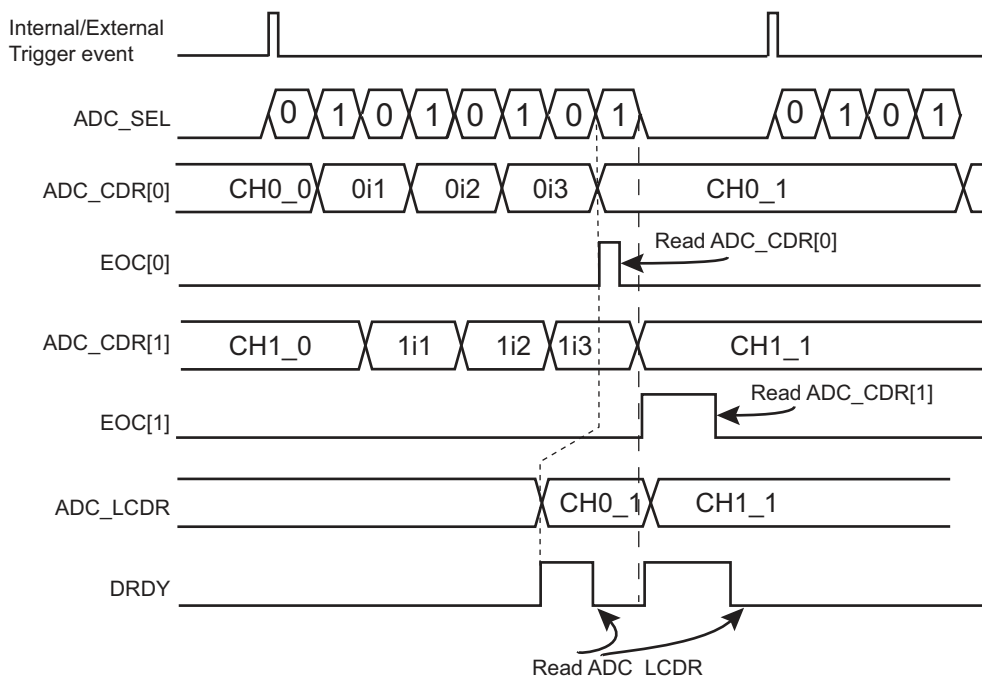 Internal/External
Trigger event
ADC_SEL
0 1 0 1 0 1 0 1 0 1 0 1
ADC_CDR[0]
CH0_0 0i1 0i2 0i3 CH0_1
EOC[0]
Read ADC_CDR[0]
ADC_CDR[1]
CH1_0 1i1 1i2 1i3 CH1_1
EOC[1]
Read ADC_CDR[1]
ADC_LCDR
CH0_1 CH1_1
DRDY
Read ADC_LCDR